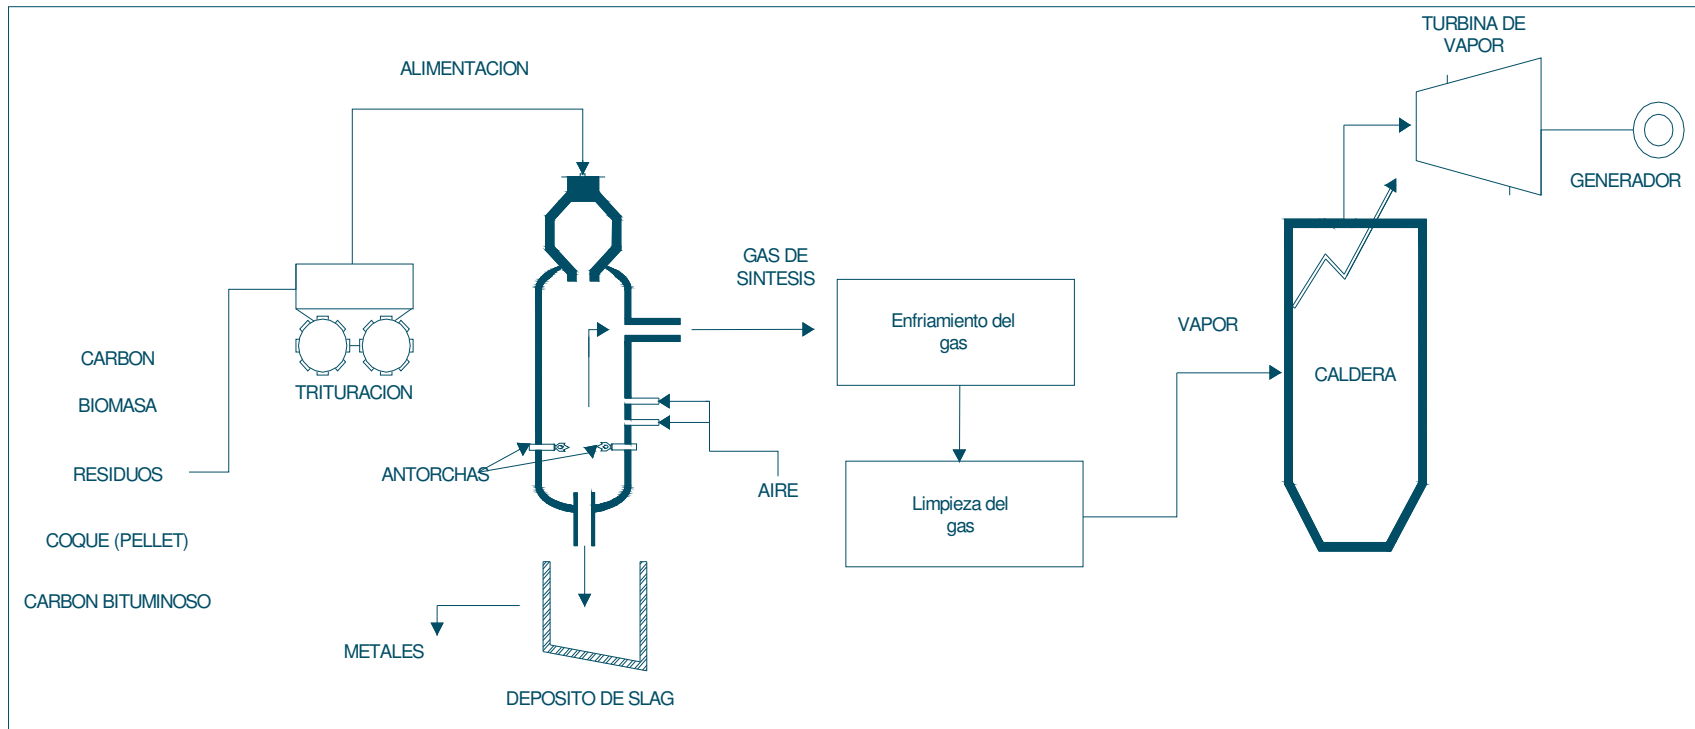 ALIMENTACION
TRITURACION
CARBON
BIOMASA
RESIDUOS
COQUE (PELLET)
CARBON BITUMINOSO
ANTORCHAS
AIRE
METALES
DEPOSITO DE SLAG
GAS DE
SINTESIS
Enfriamiento del
gas
Limpieza del
gas
VAPOR
CALDERA
TURBINA DE
VAPOR
GENERADOR